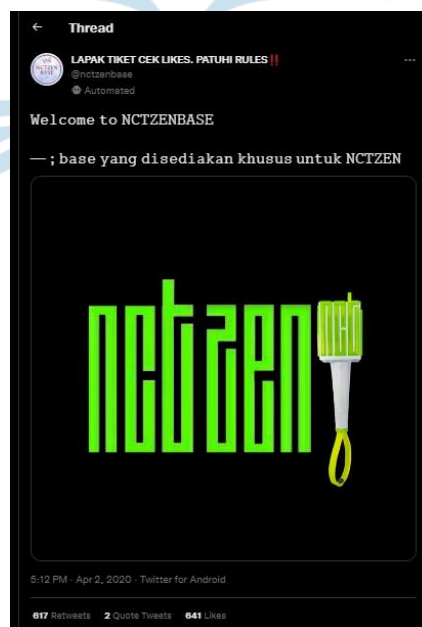 Thread
LAPAK TIKET CEK LIKES. PATUHI RULES‼
@nctzenbase
Automated
Welcome to NCTZENBASE
— ; base yang disediakan khusus untuk NCTZEN
nctzen
5:12 PM · Apr 2, 2020 · Twitter for Android
617 Retweets 2 Quote Tweets 641 Likes